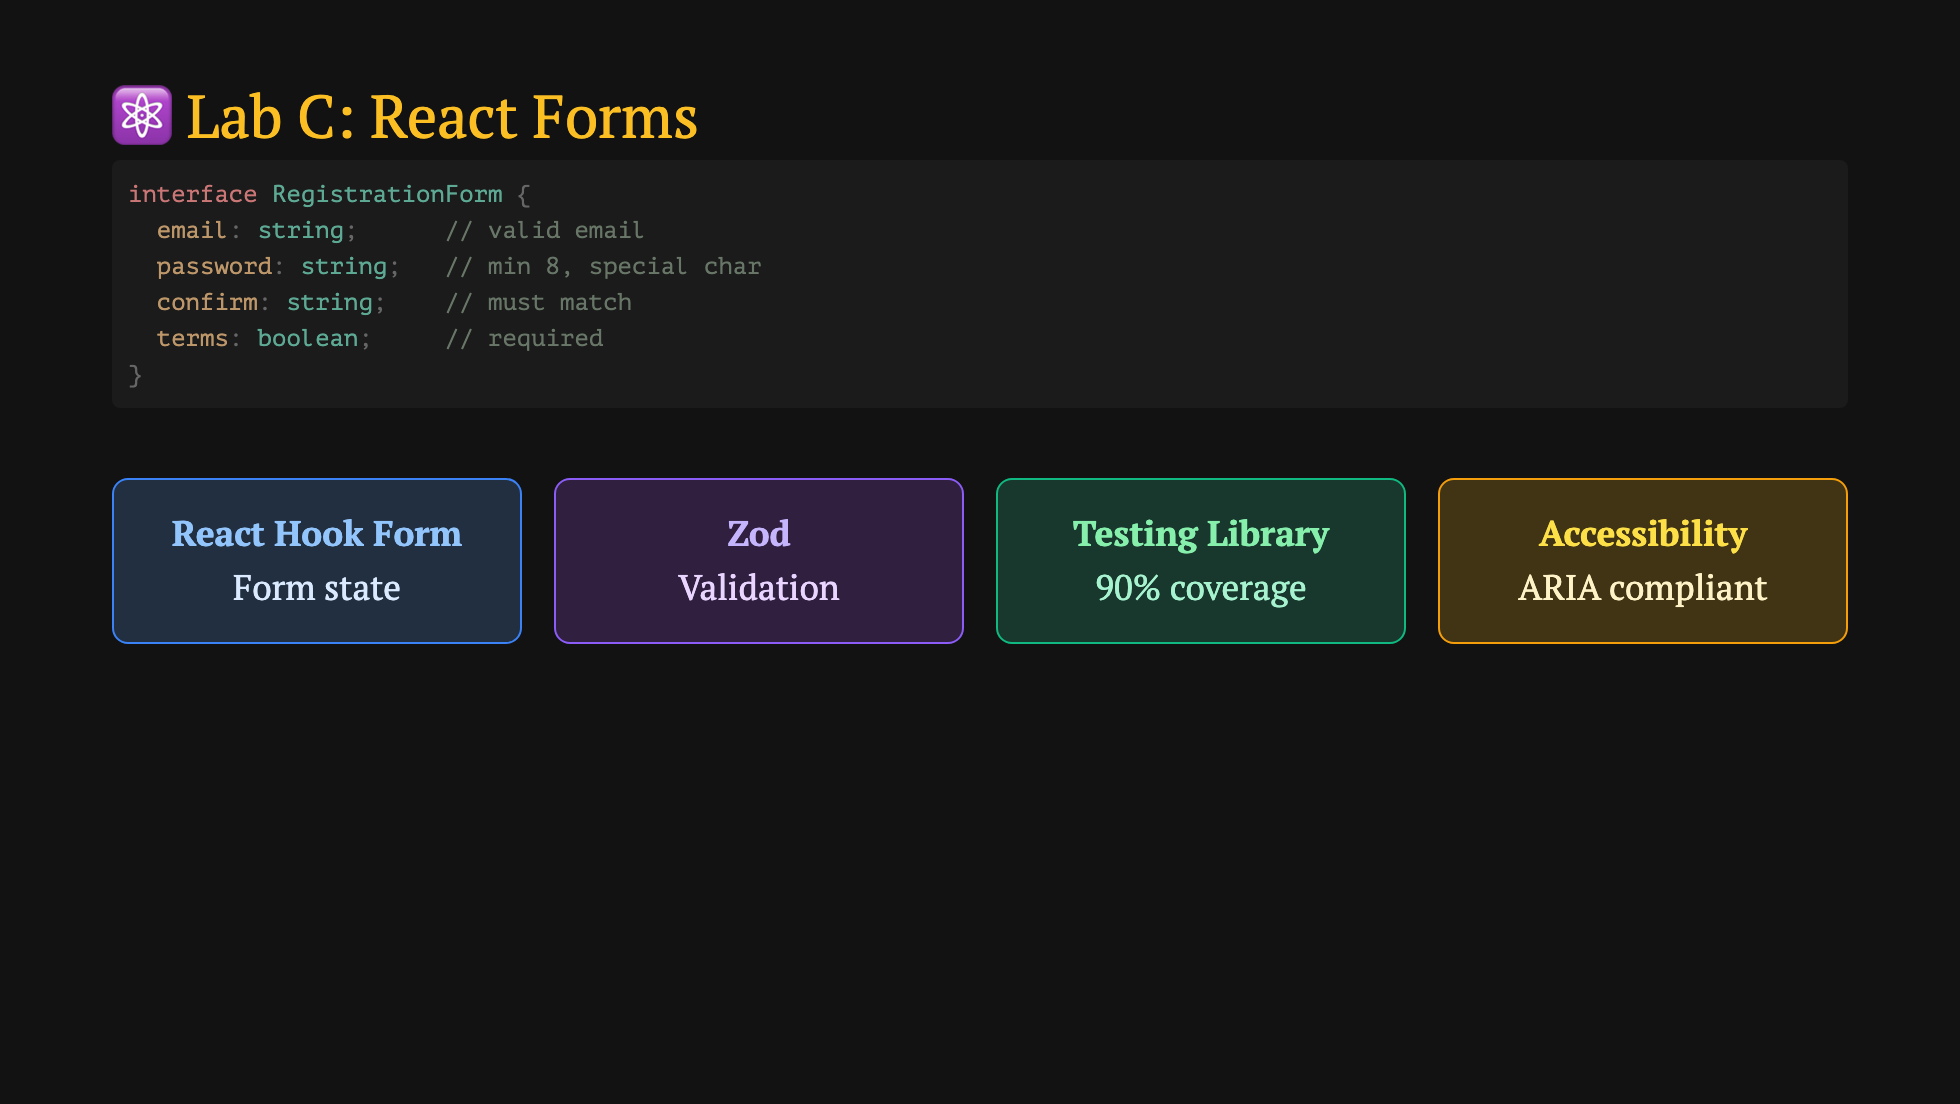 ⚛️ Lab C: React Forms
interface RegistrationForm {
  email: string;      // valid email
  password: string;   // min 8, special char
  confirm: string;    // must match
  terms: boolean;     // required
}
React Hook Form
Form state
Zod
Validation
Testing Library
90% coverage
Accessibility
ARIA compliant